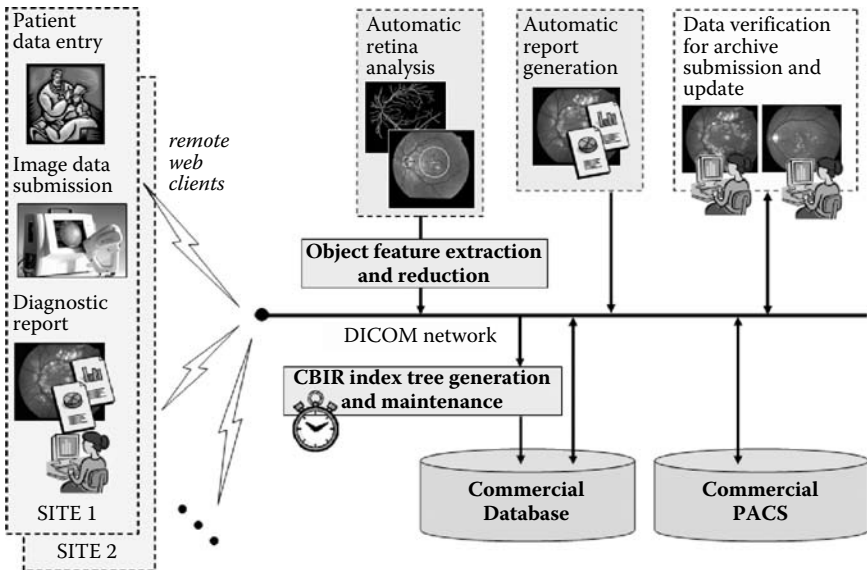 Patient
data entry
Image data
submission
Diagnostic
report
SITE 1
SITE 2
remote
web
clients
Automatic
retina
analysis
Automatic
report
generation
Data verification
for archive
submission and
update
Object feature extraction
and reduction
DICOM network
CBIR index tree generation
and maintenance
Commercial
Database
Commercial
PACS